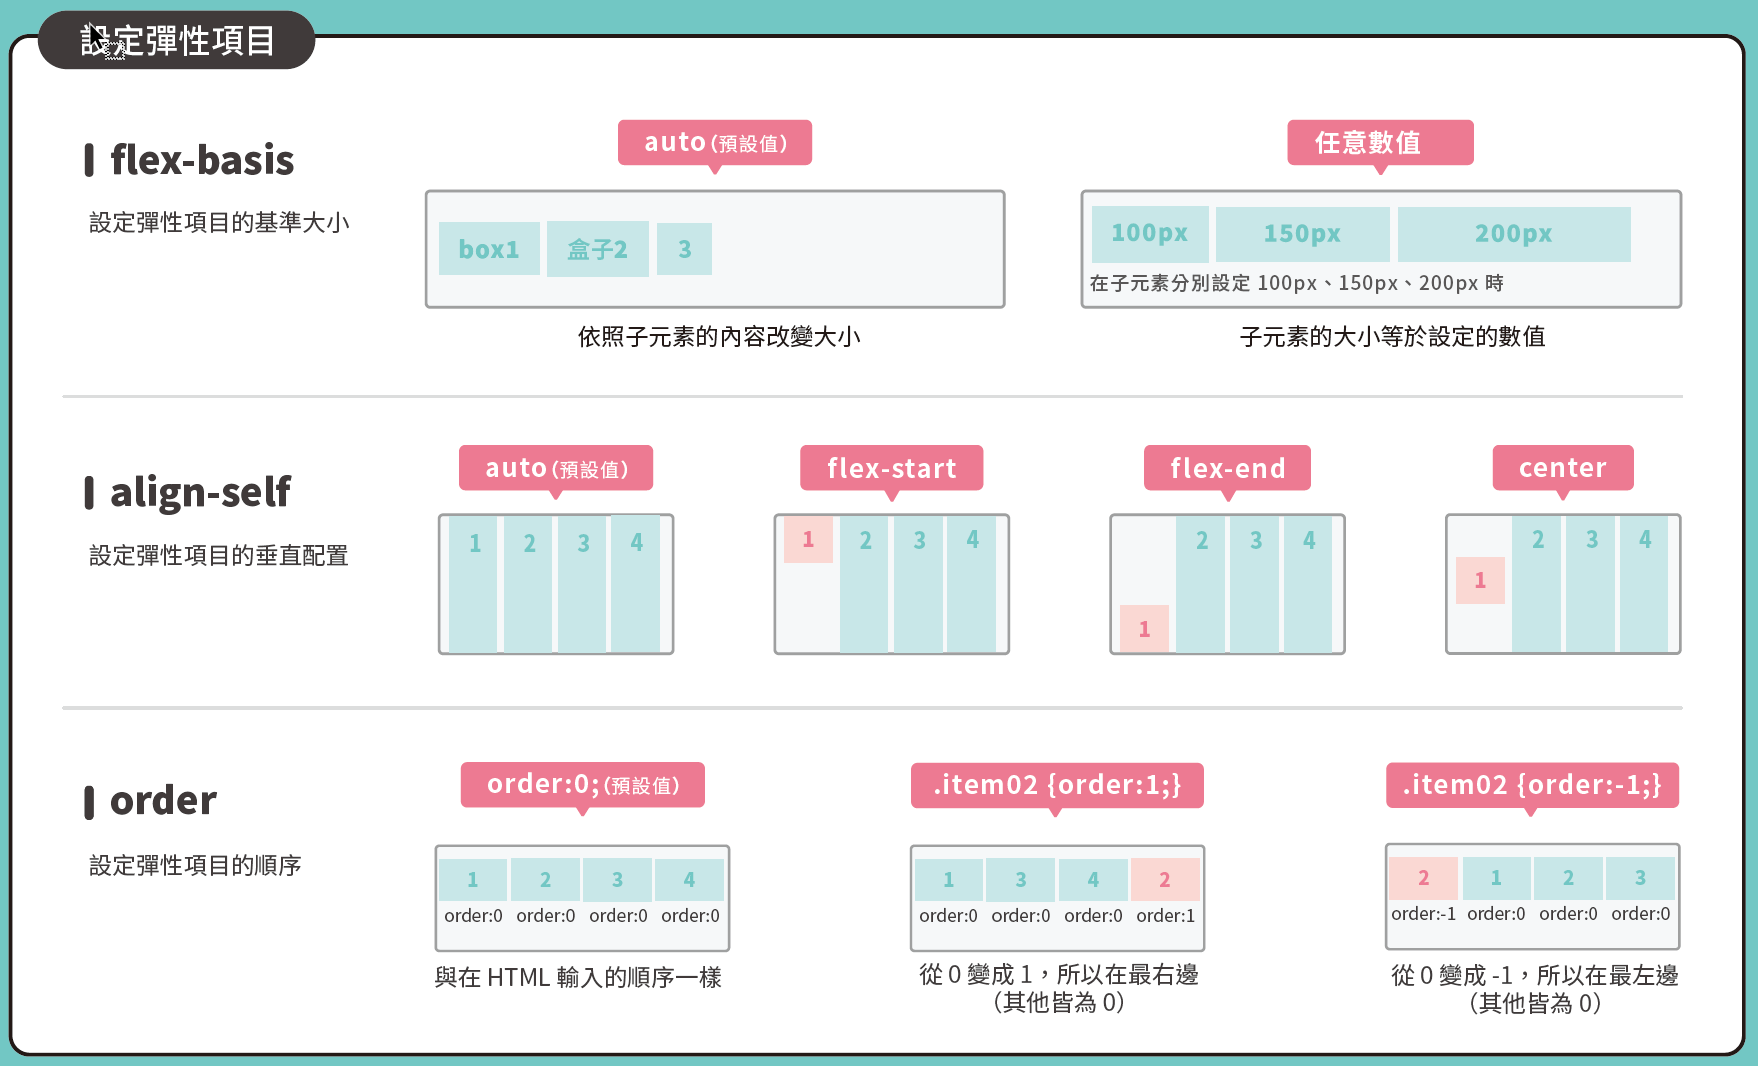 設定彈性項目
flex-basis
設定彈性項目的基準大小
auto（預設值）
box1 盒子2 3
依照子元素的內容改變大小
任意數值
100px 150px 200px
在子元素分別設定 100px、150px、200px 時
子元素的大小等於設定的數值
align-self
設定彈性項目的垂直配置
auto（預設值）
1 2 3 4
flex-start
1 2 3 4
flex-end
1 2 3 4
center
1 2 3 4
order
設定彈性項目的順序
order:0;（預設值）
1 2 3 4
order:0 order:0 order:0 order:0
與在 HTML 輸入的順序一樣
.item02 {order:1;}
1 3 4 2
order:0 order:0 order:0 order:1
從 0 變成 1，所以在最右邊
（其他皆為 0）
.item02 {order:-1;}
2 1 2 3
order:-1 order:0 order:0 order:0
從 0 變成 -1，所以在最左邊
（其他皆為 0）